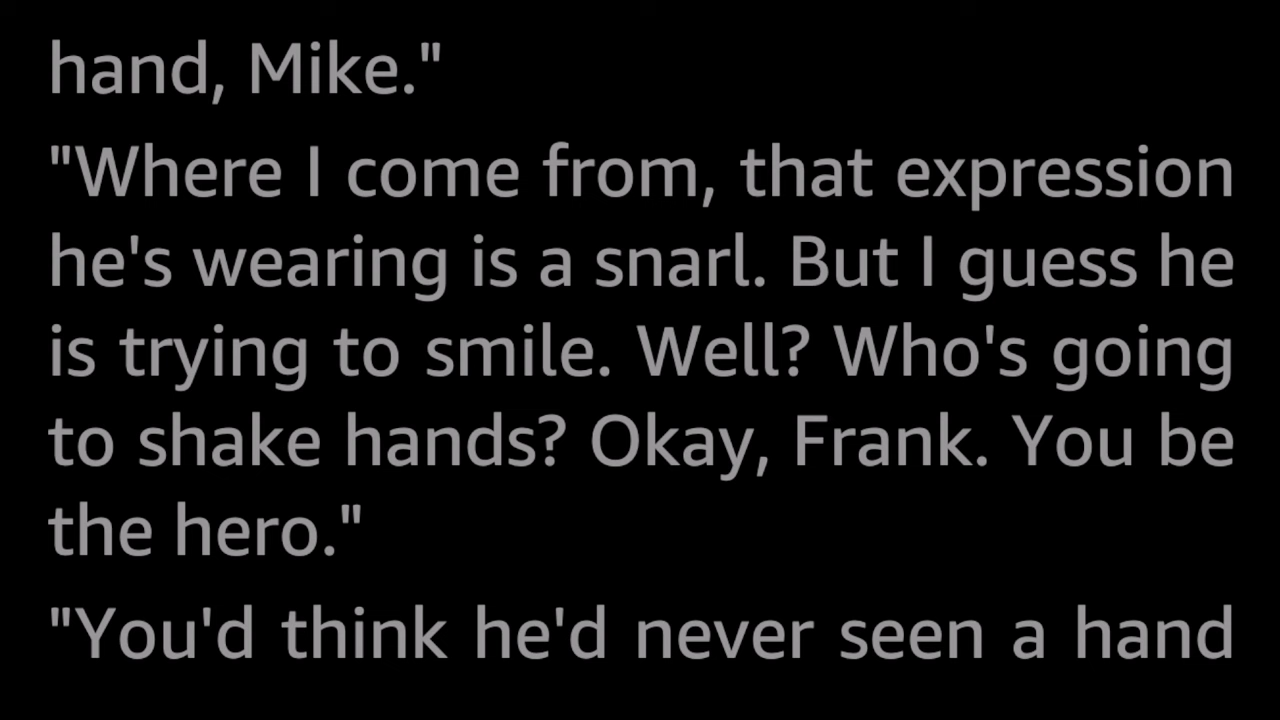 hand, Mike."
"Where I come from, that expression
he's wearing is a snarl. But I guess he
is trying to smile. Well? Who's going
to shake hands? Okay, Frank. You be
the hero."
"You'd think he'd never seen a hand